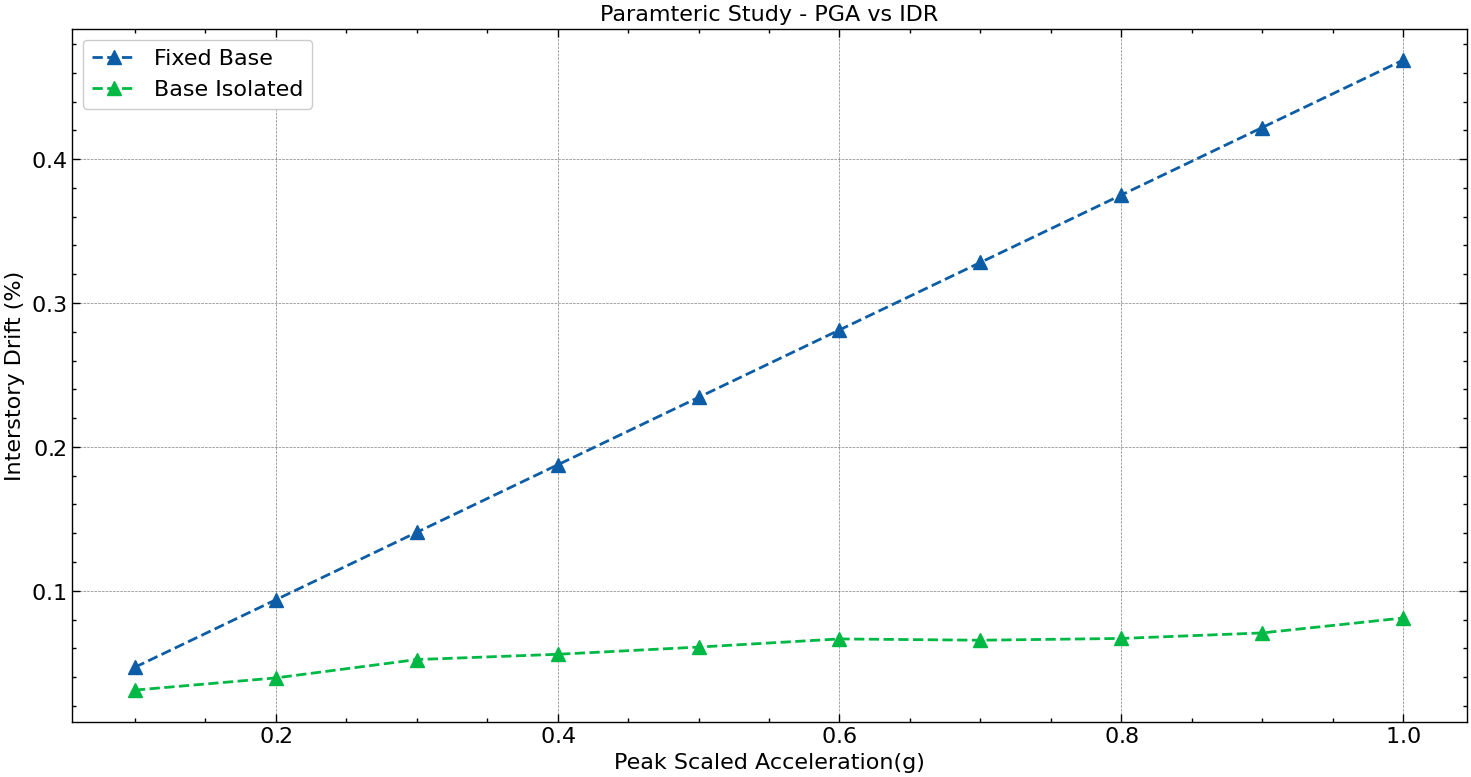 Paramteric Study - PGA vs IDR
Fixed Base
Base Isolated
Interstory Drift (%)
0.4
0.3
0.2
0.1
0.2 0.4 0.6 0.8 1.0
Peak Scaled Acceleration(g)